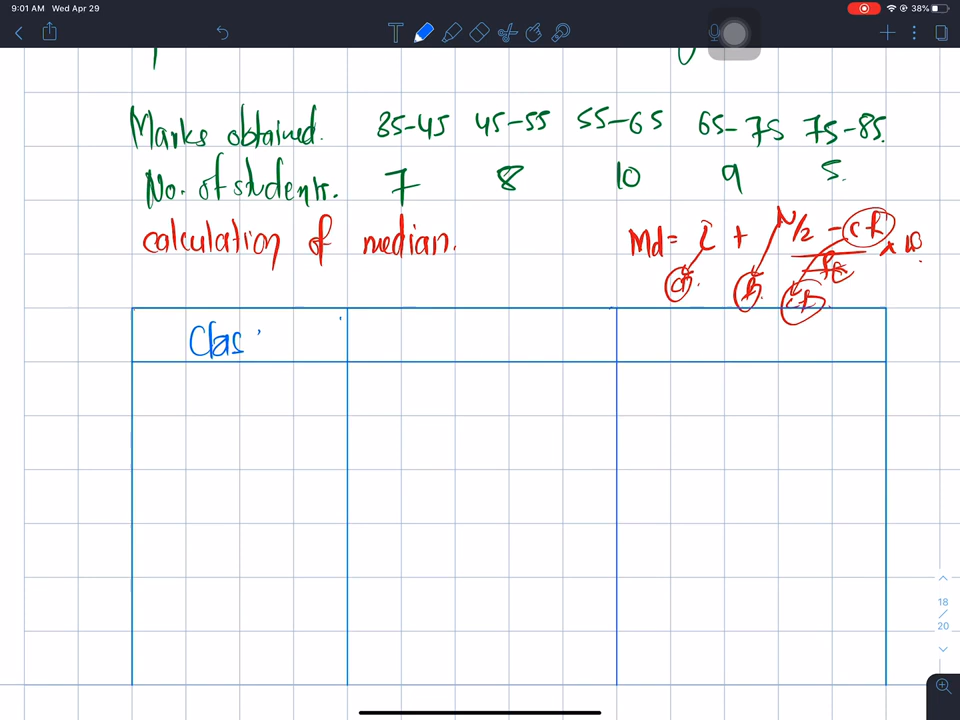 9:01 AM Wed Apr 29 38%
Marks obtained. 35-45 45-55 55-65 65-75 75-85.
No. of students. 7 8 10 9 5.
calculation of median. Md = l + N/2 - cf
Clas
18
/
20